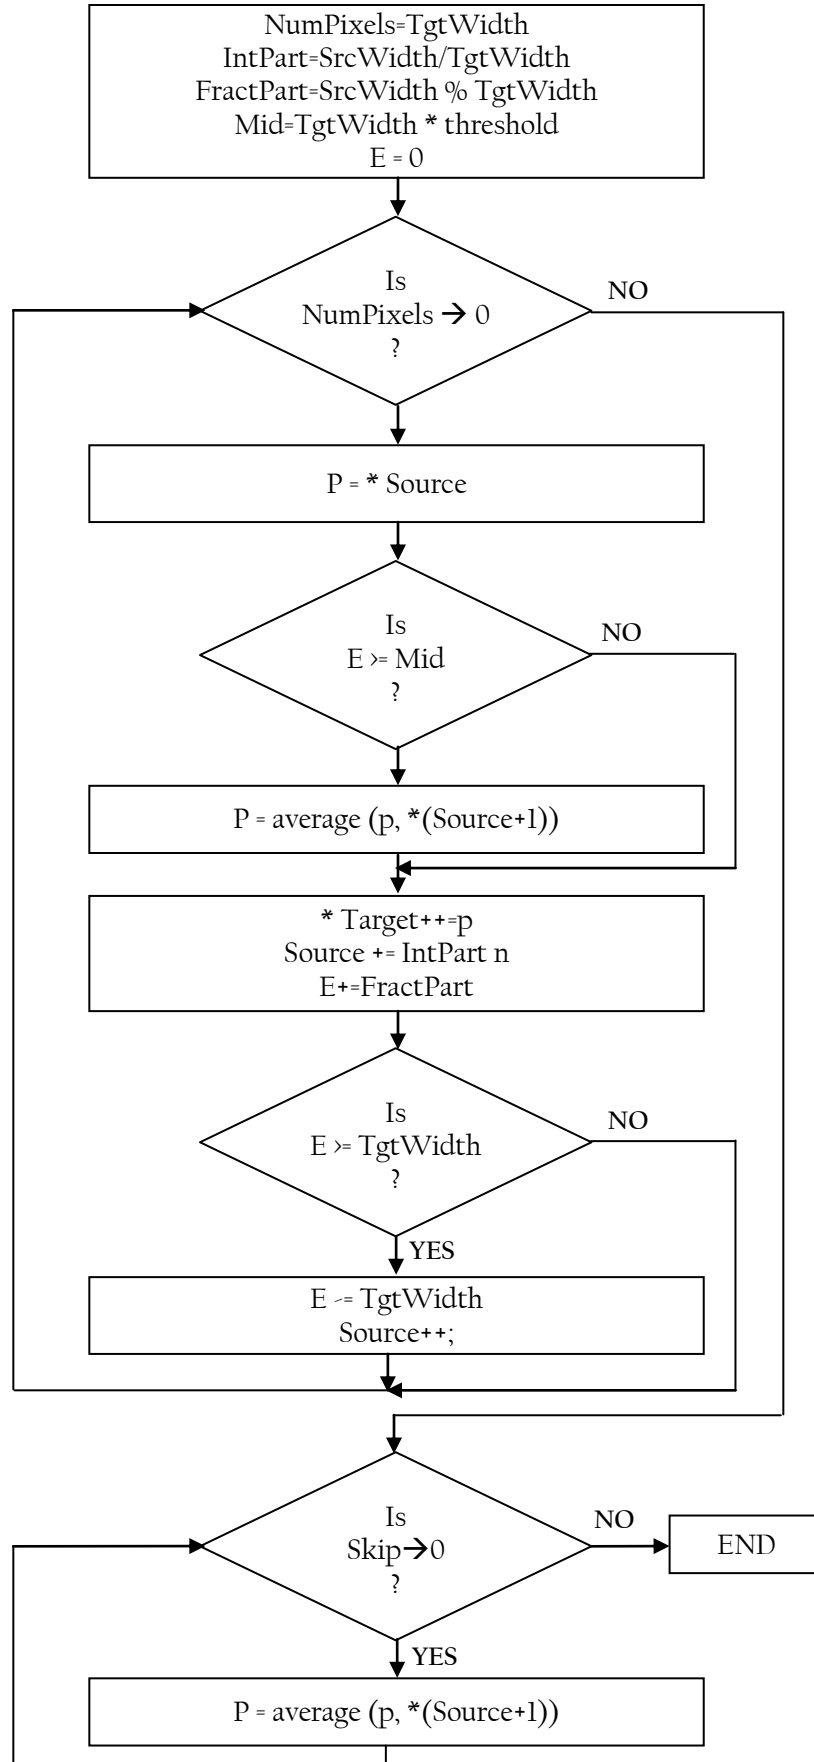 NumPixels=TgtWidth
IntPart=SrcWidth/TgtWidth
FractPart=SrcWidth % TgtWidth
Mid=TgtWidth * threshold
E = 0
Is
NumPixels → 0
?
NO
P = * Source
Is
E >= Mid
?
NO
P = average (p, *(Source+1))
* Target++=p
Source += IntPart n
E+=FractPart
Is
E >= TgtWidth
?
NO
YES
E -= TgtWidth
Source++;
Is
Skip→0
?
NO
END
YES
P = average (p, *(Source+1))